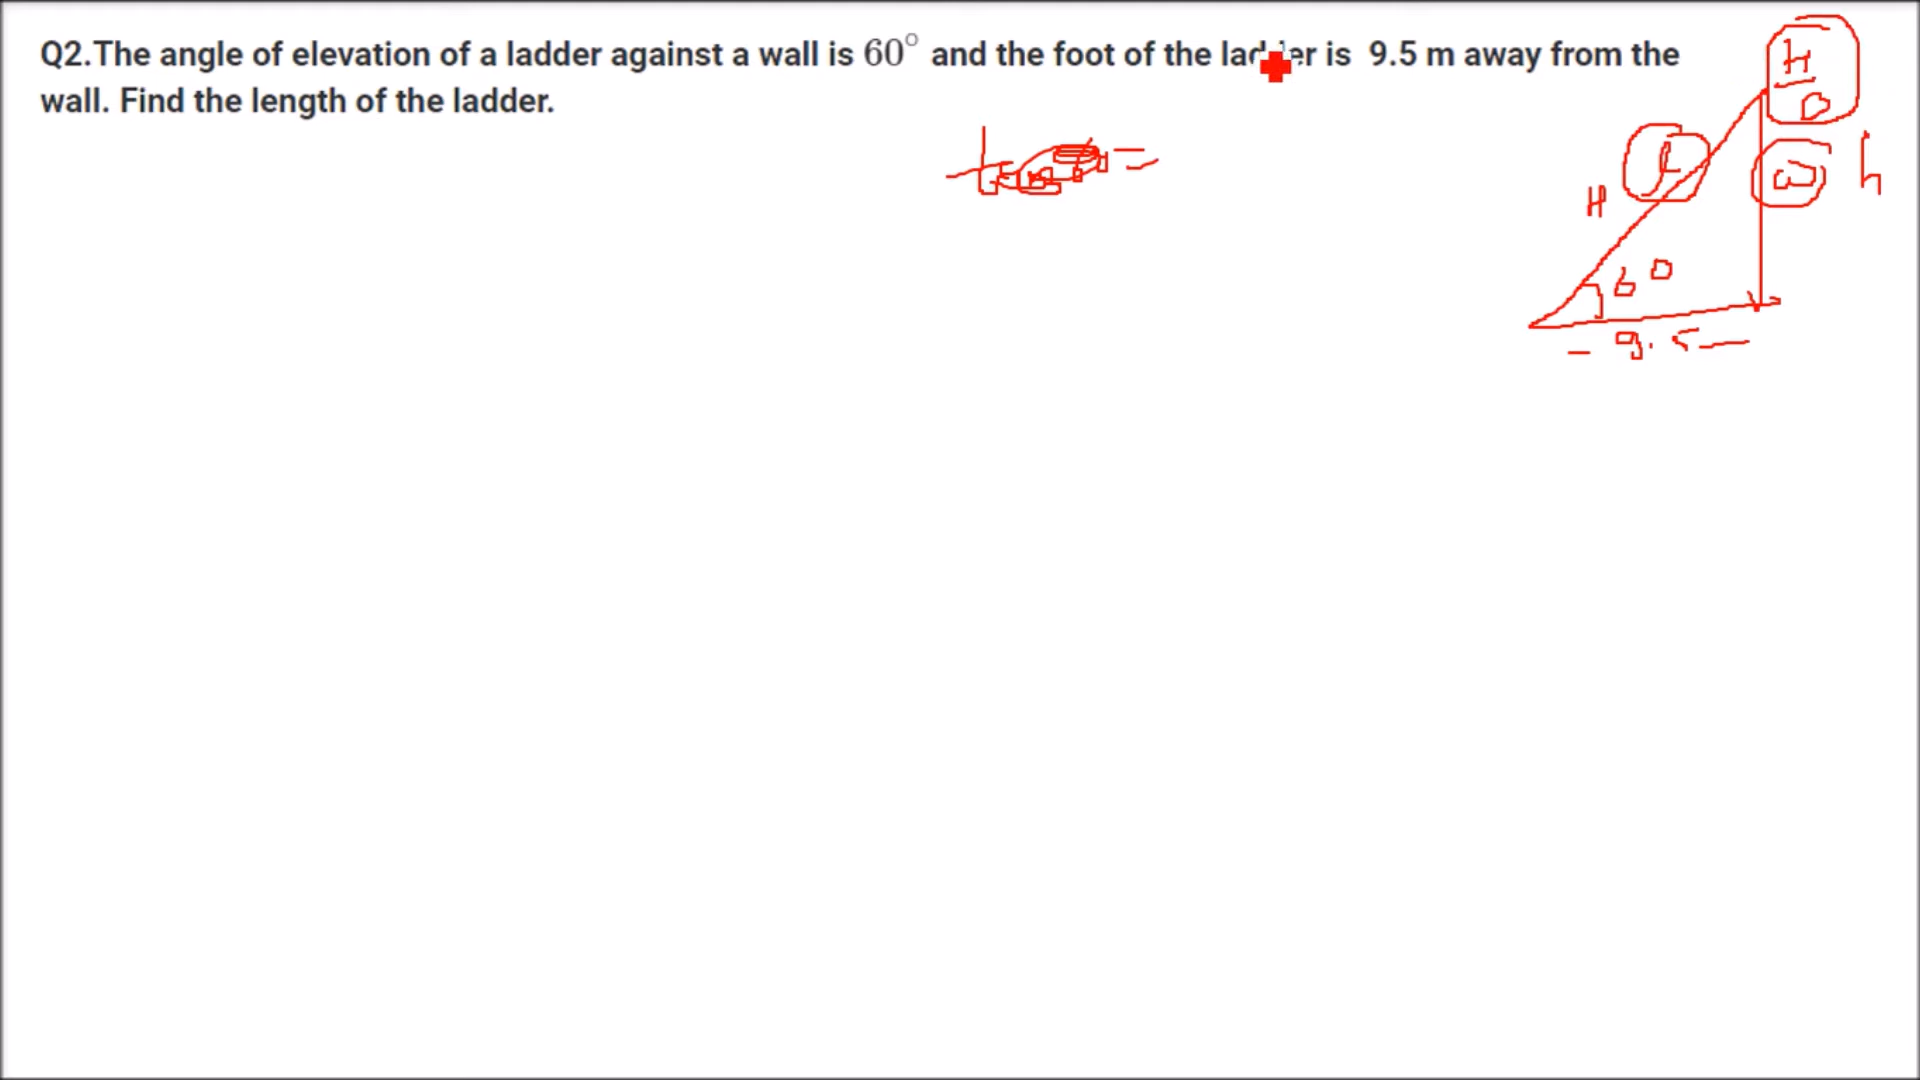 Q2.The angle of elevation of a ladder against a wall is 60° and the foot of the ladder is 9.5 m away from the
wall. Find the length of the ladder.
H
L
h
H
60
9.5